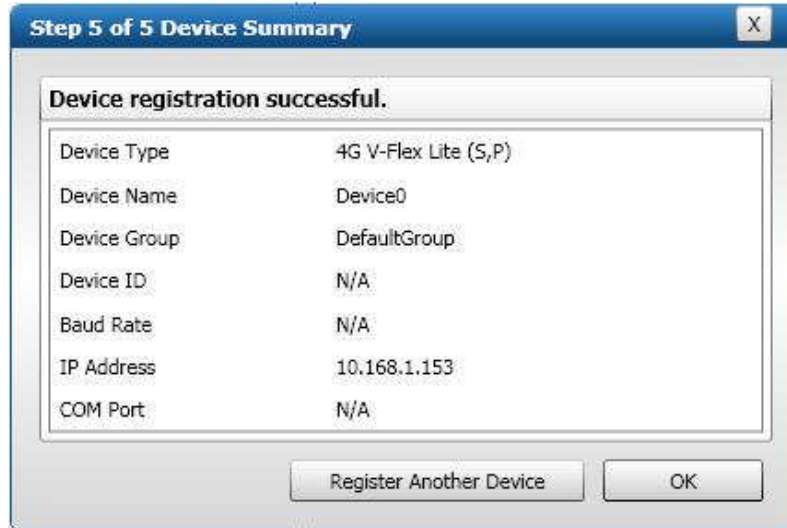 Step 5 of 5 Device Summary X
Device registration successful.
Device Type 4G V-Flex Lite (S,P)
Device Name Device0
Device Group DefaultGroup
Device ID N/A
Baud Rate N/A
IP Address 10.168.1.153
COM Port N/A
Register Another Device OK